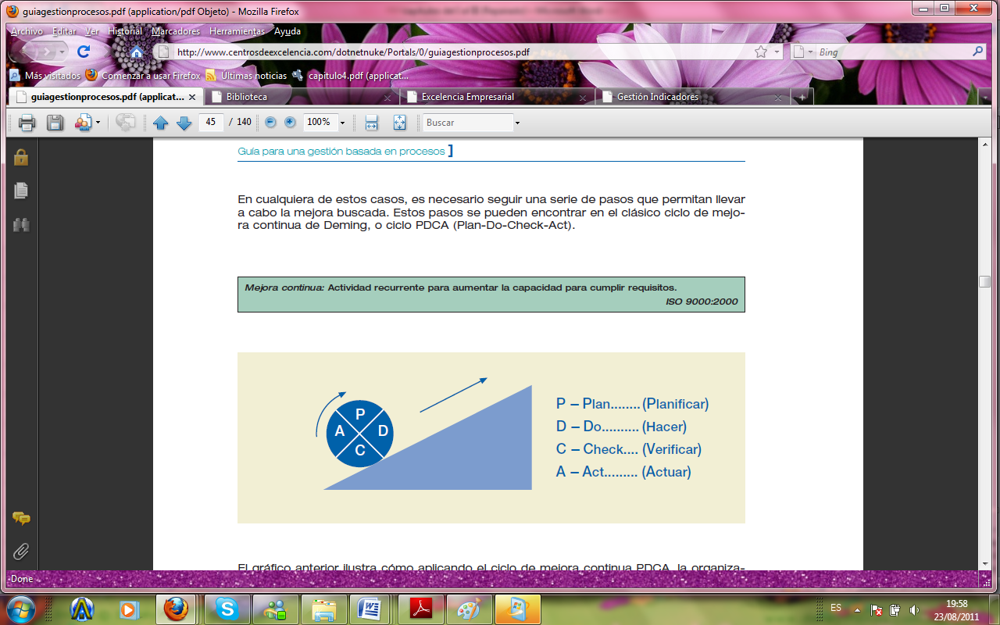 guiagestionprocesos.pdf (application/pdf Objeto) - Mozilla Firefox
Archivo Editar Ver Historial Marcadores Herramientas Ayuda
http://www.centrosdeexcelencia.com/dotnetnuke/Portals/0/guiagestionprocesos.pdf
Bing
Más visitados Comenzar a usar Firefox Últimas noticias capitulo4.pdf (applicat...
guiagestionprocesos.pdf (applicat... Biblioteca Excelencia Empresarial Gestión Indicadores
45 / 140 100% Buscar
Guía para una gestión basada en procesos ]
En cualquiera de estos casos, es necesario seguir una serie de pasos que permitan llevar
a cabo la mejora buscada. Estos pasos se pueden encontrar en el clásico ciclo de mejo-
ra continua de Deming, o ciclo PDCA (Plan-Do-Check-Act).
Mejora continua: Actividad recurrente para aumentar la capacidad para cumplir requisitos.
ISO 9000:2000
P
A D
C
P – Plan........ (Planificar)
D – Do.......... (Hacer)
C – Check.... (Verificar)
A – Act......... (Actuar)
El gráfico anterior ilustra cómo aplicando el ciclo de mejora continua PDCA, la organiza-
Done
ES 19:58
23/08/2011